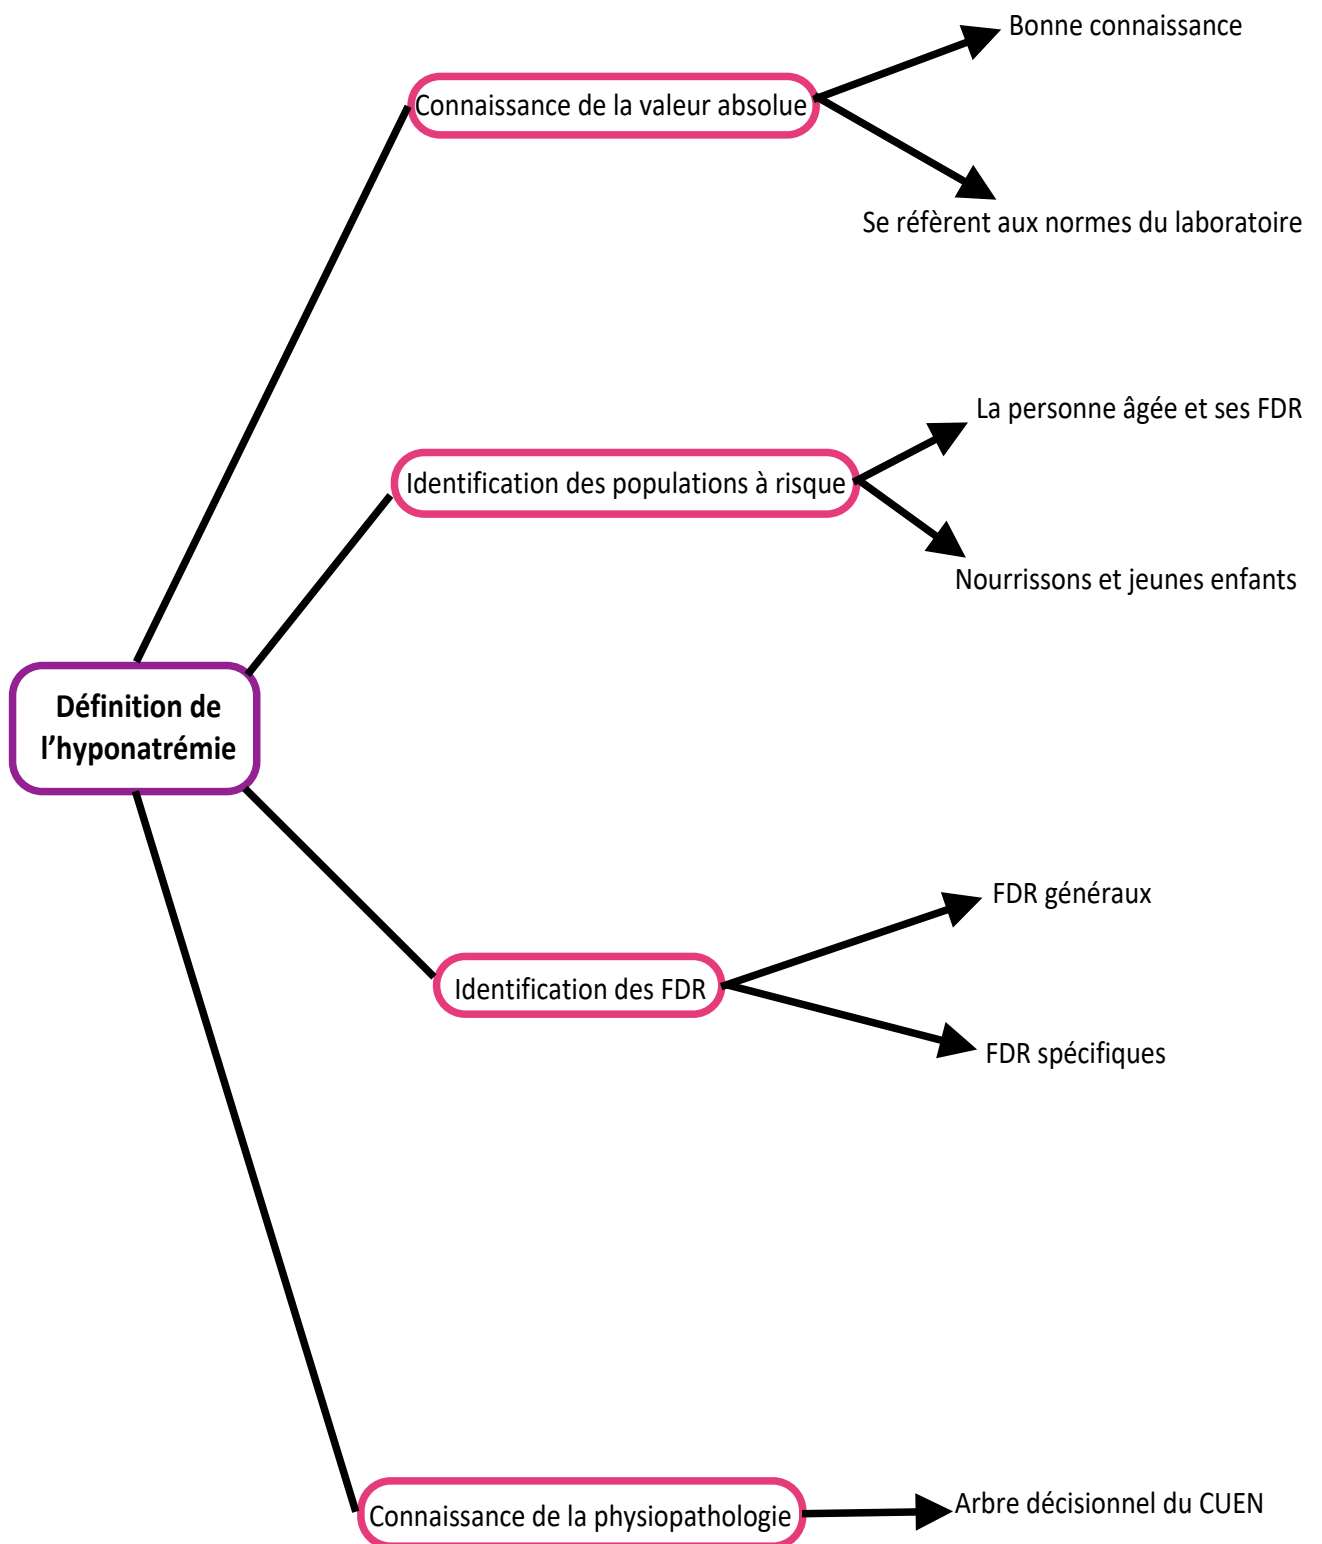 Bonne connaissance
Connaissance de la valeur absolue
Se réfèrent aux normes du laboratoire
La personne âgée et ses FDR
Identification des populations à risque
Nourrissons et jeunes enfants
Définition de
l'hyponatrémie
FDR généraux
Identification des FDR
FDR spécifiques
Arbre décisionnel du CUEN
Connaissance de la physiopathologie